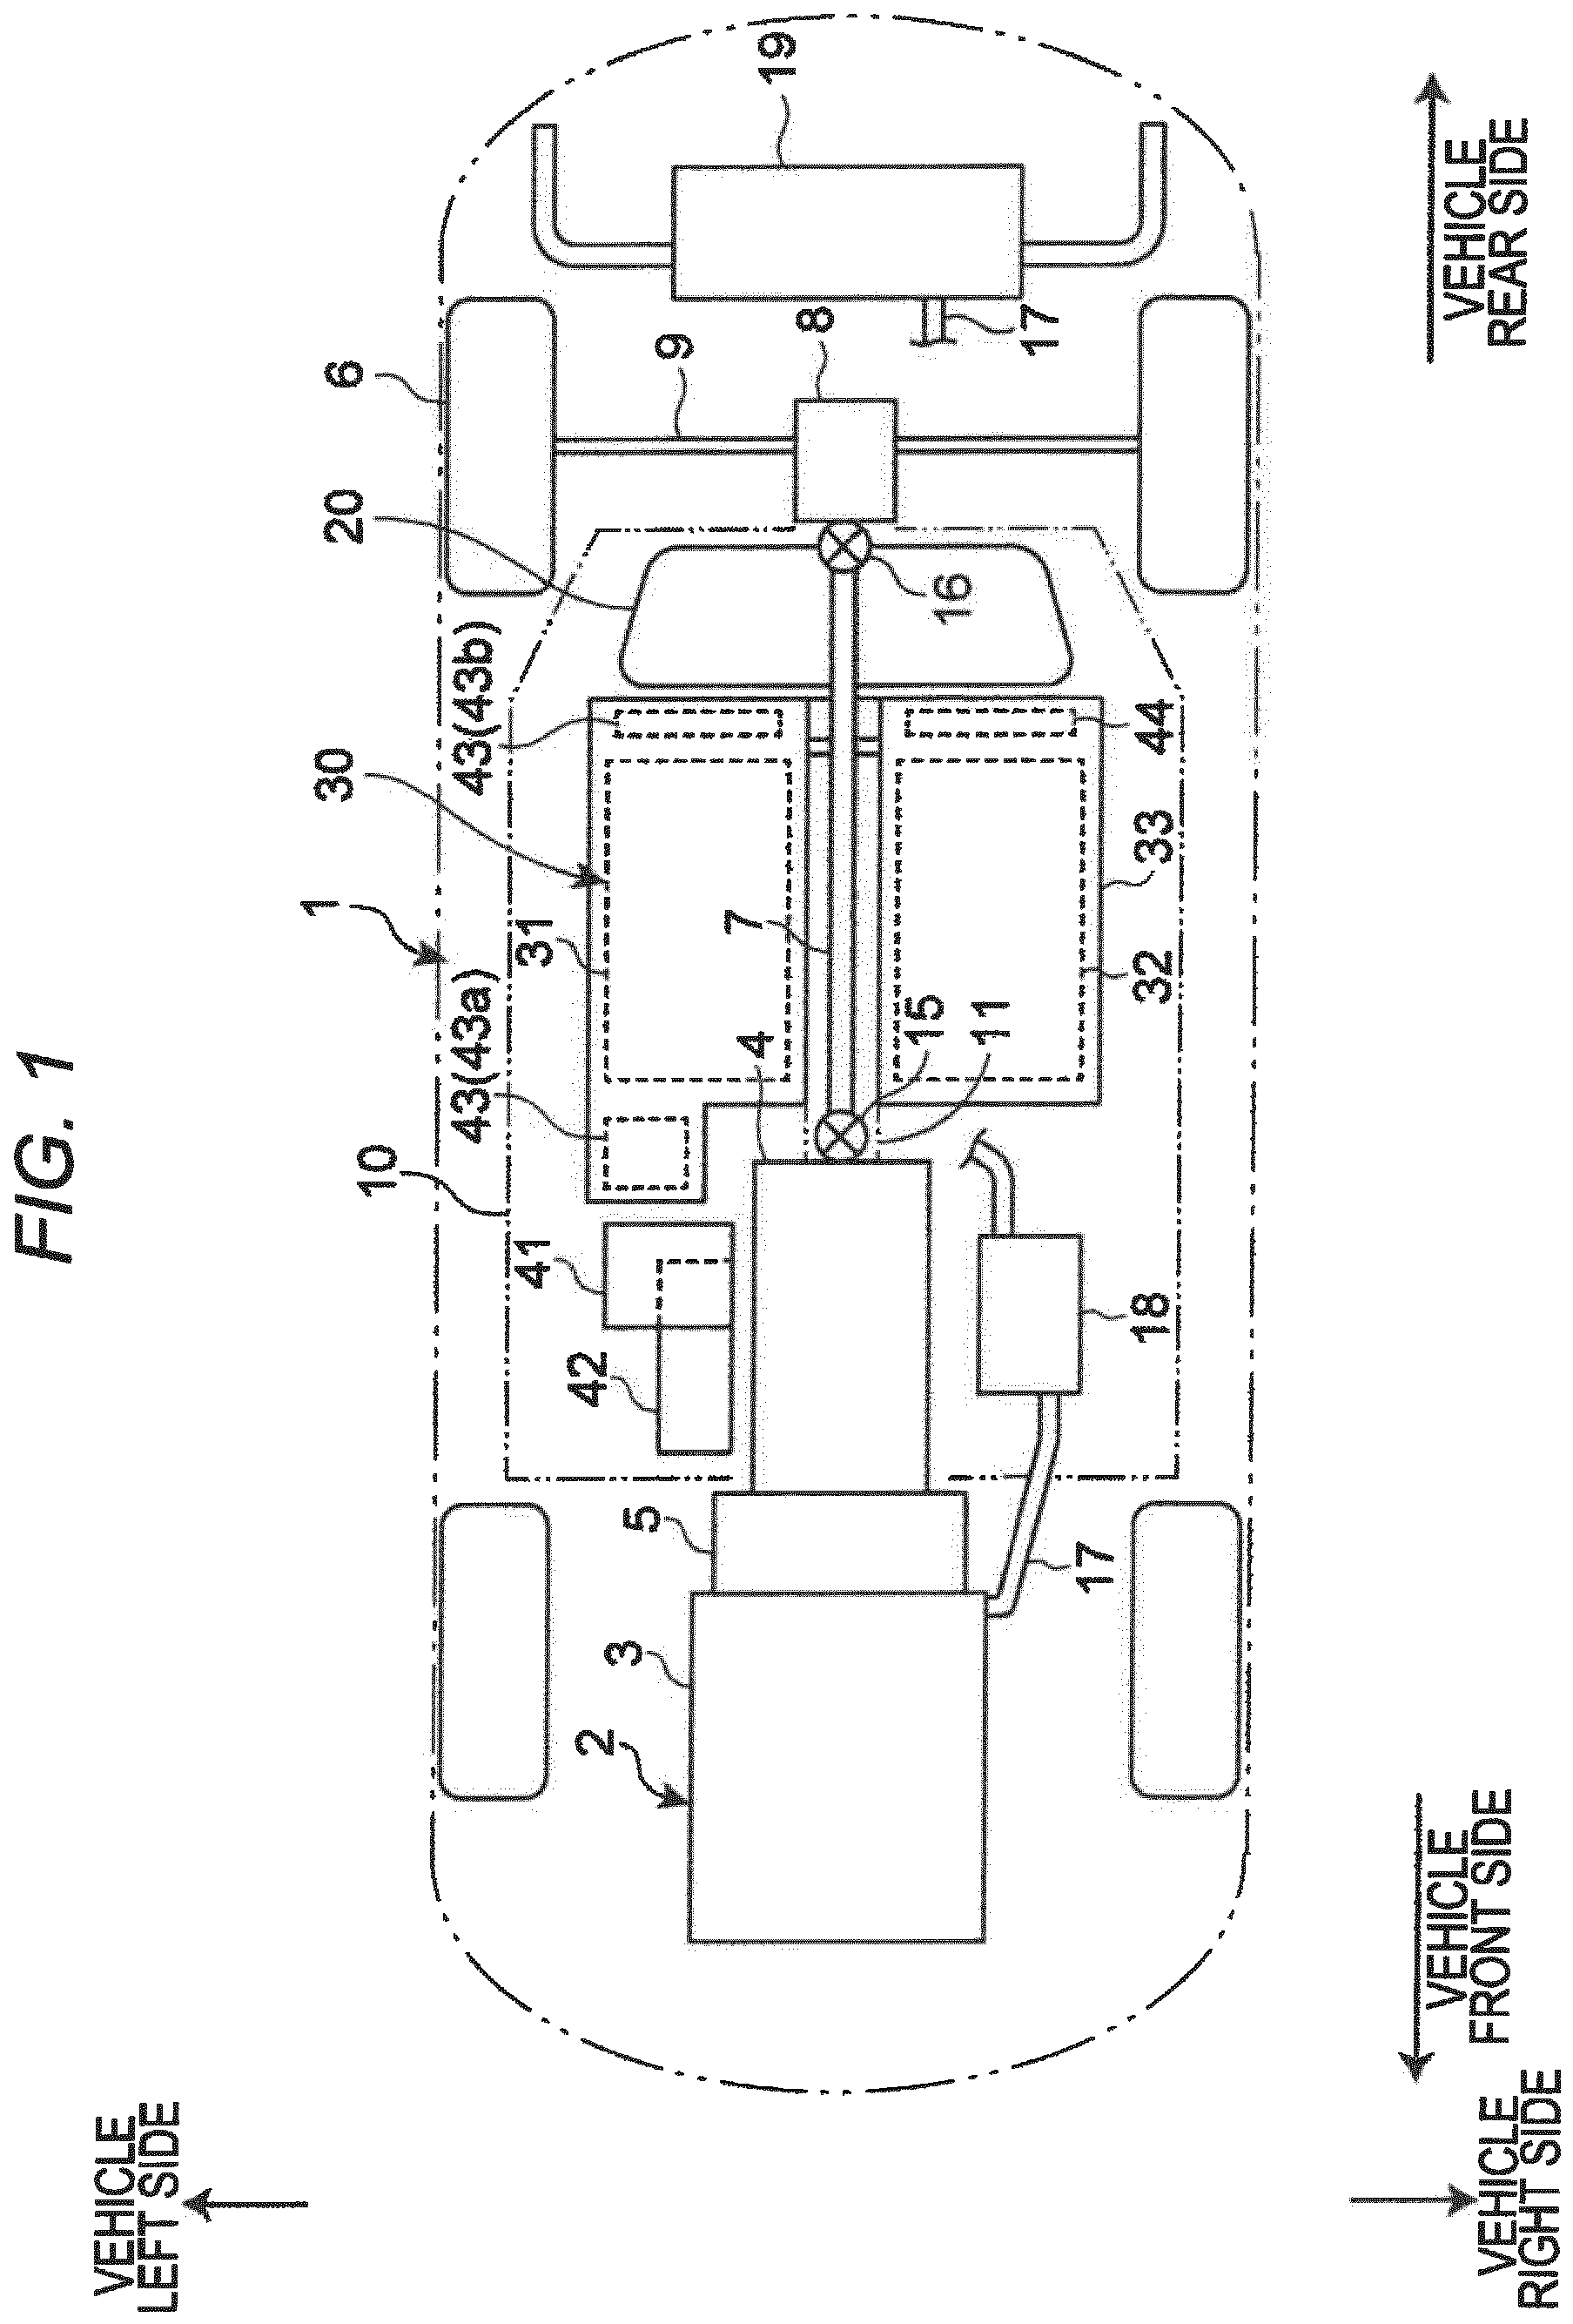 FIG. 1
VEHICLE
LEFT SIDE
1
30
20
6
10
43(43a)
43(43b)
41
31
2
42
3
5
9
7
4
19
8
15
16
11
17
17
18
32
33
44
VEHICLE
FRONT SIDE
VEHICLE
REAR SIDE
VEHICLE
RIGHT SIDE